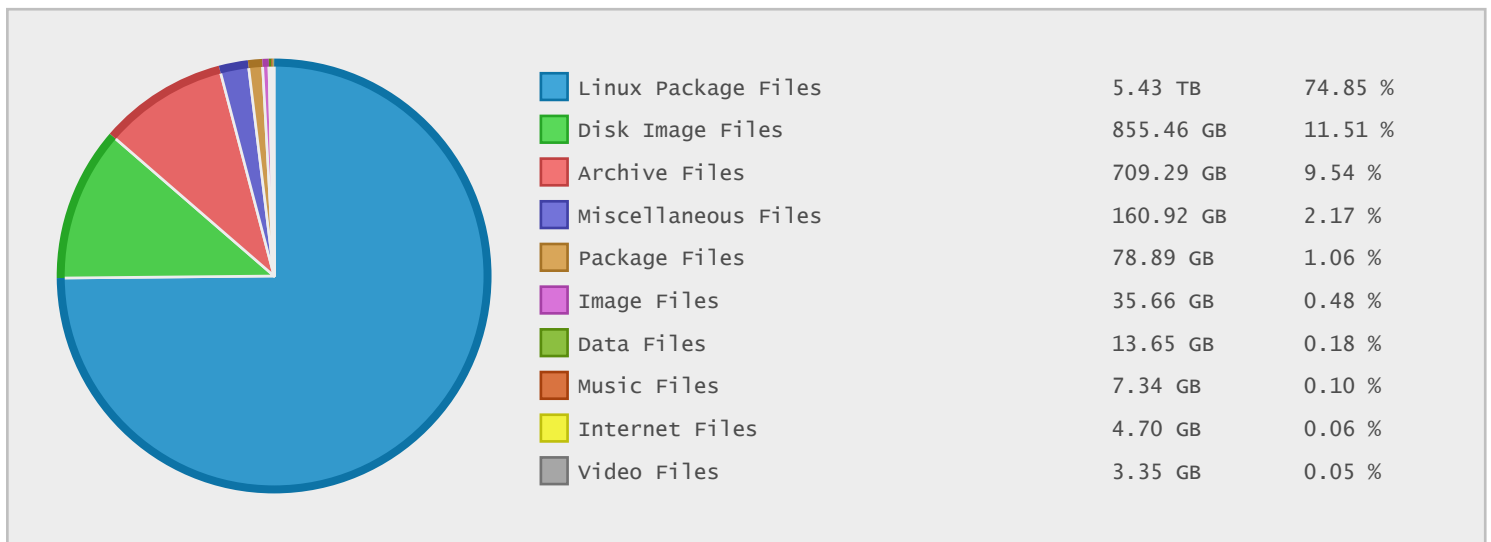 Linux Package Files 5.43 TB 74.85 %
Disk Image Files 855.46 GB 11.51 %
Archive Files 709.29 GB 9.54 %
Miscellaneous Files 160.92 GB 2.17 %
Package Files 78.89 GB 1.06 %
Image Files 35.66 GB 0.48 %
Data Files 13.65 GB 0.18 %
Music Files 7.34 GB 0.10 %
Internet Files 4.70 GB 0.06 %
Video Files 3.35 GB 0.05 %